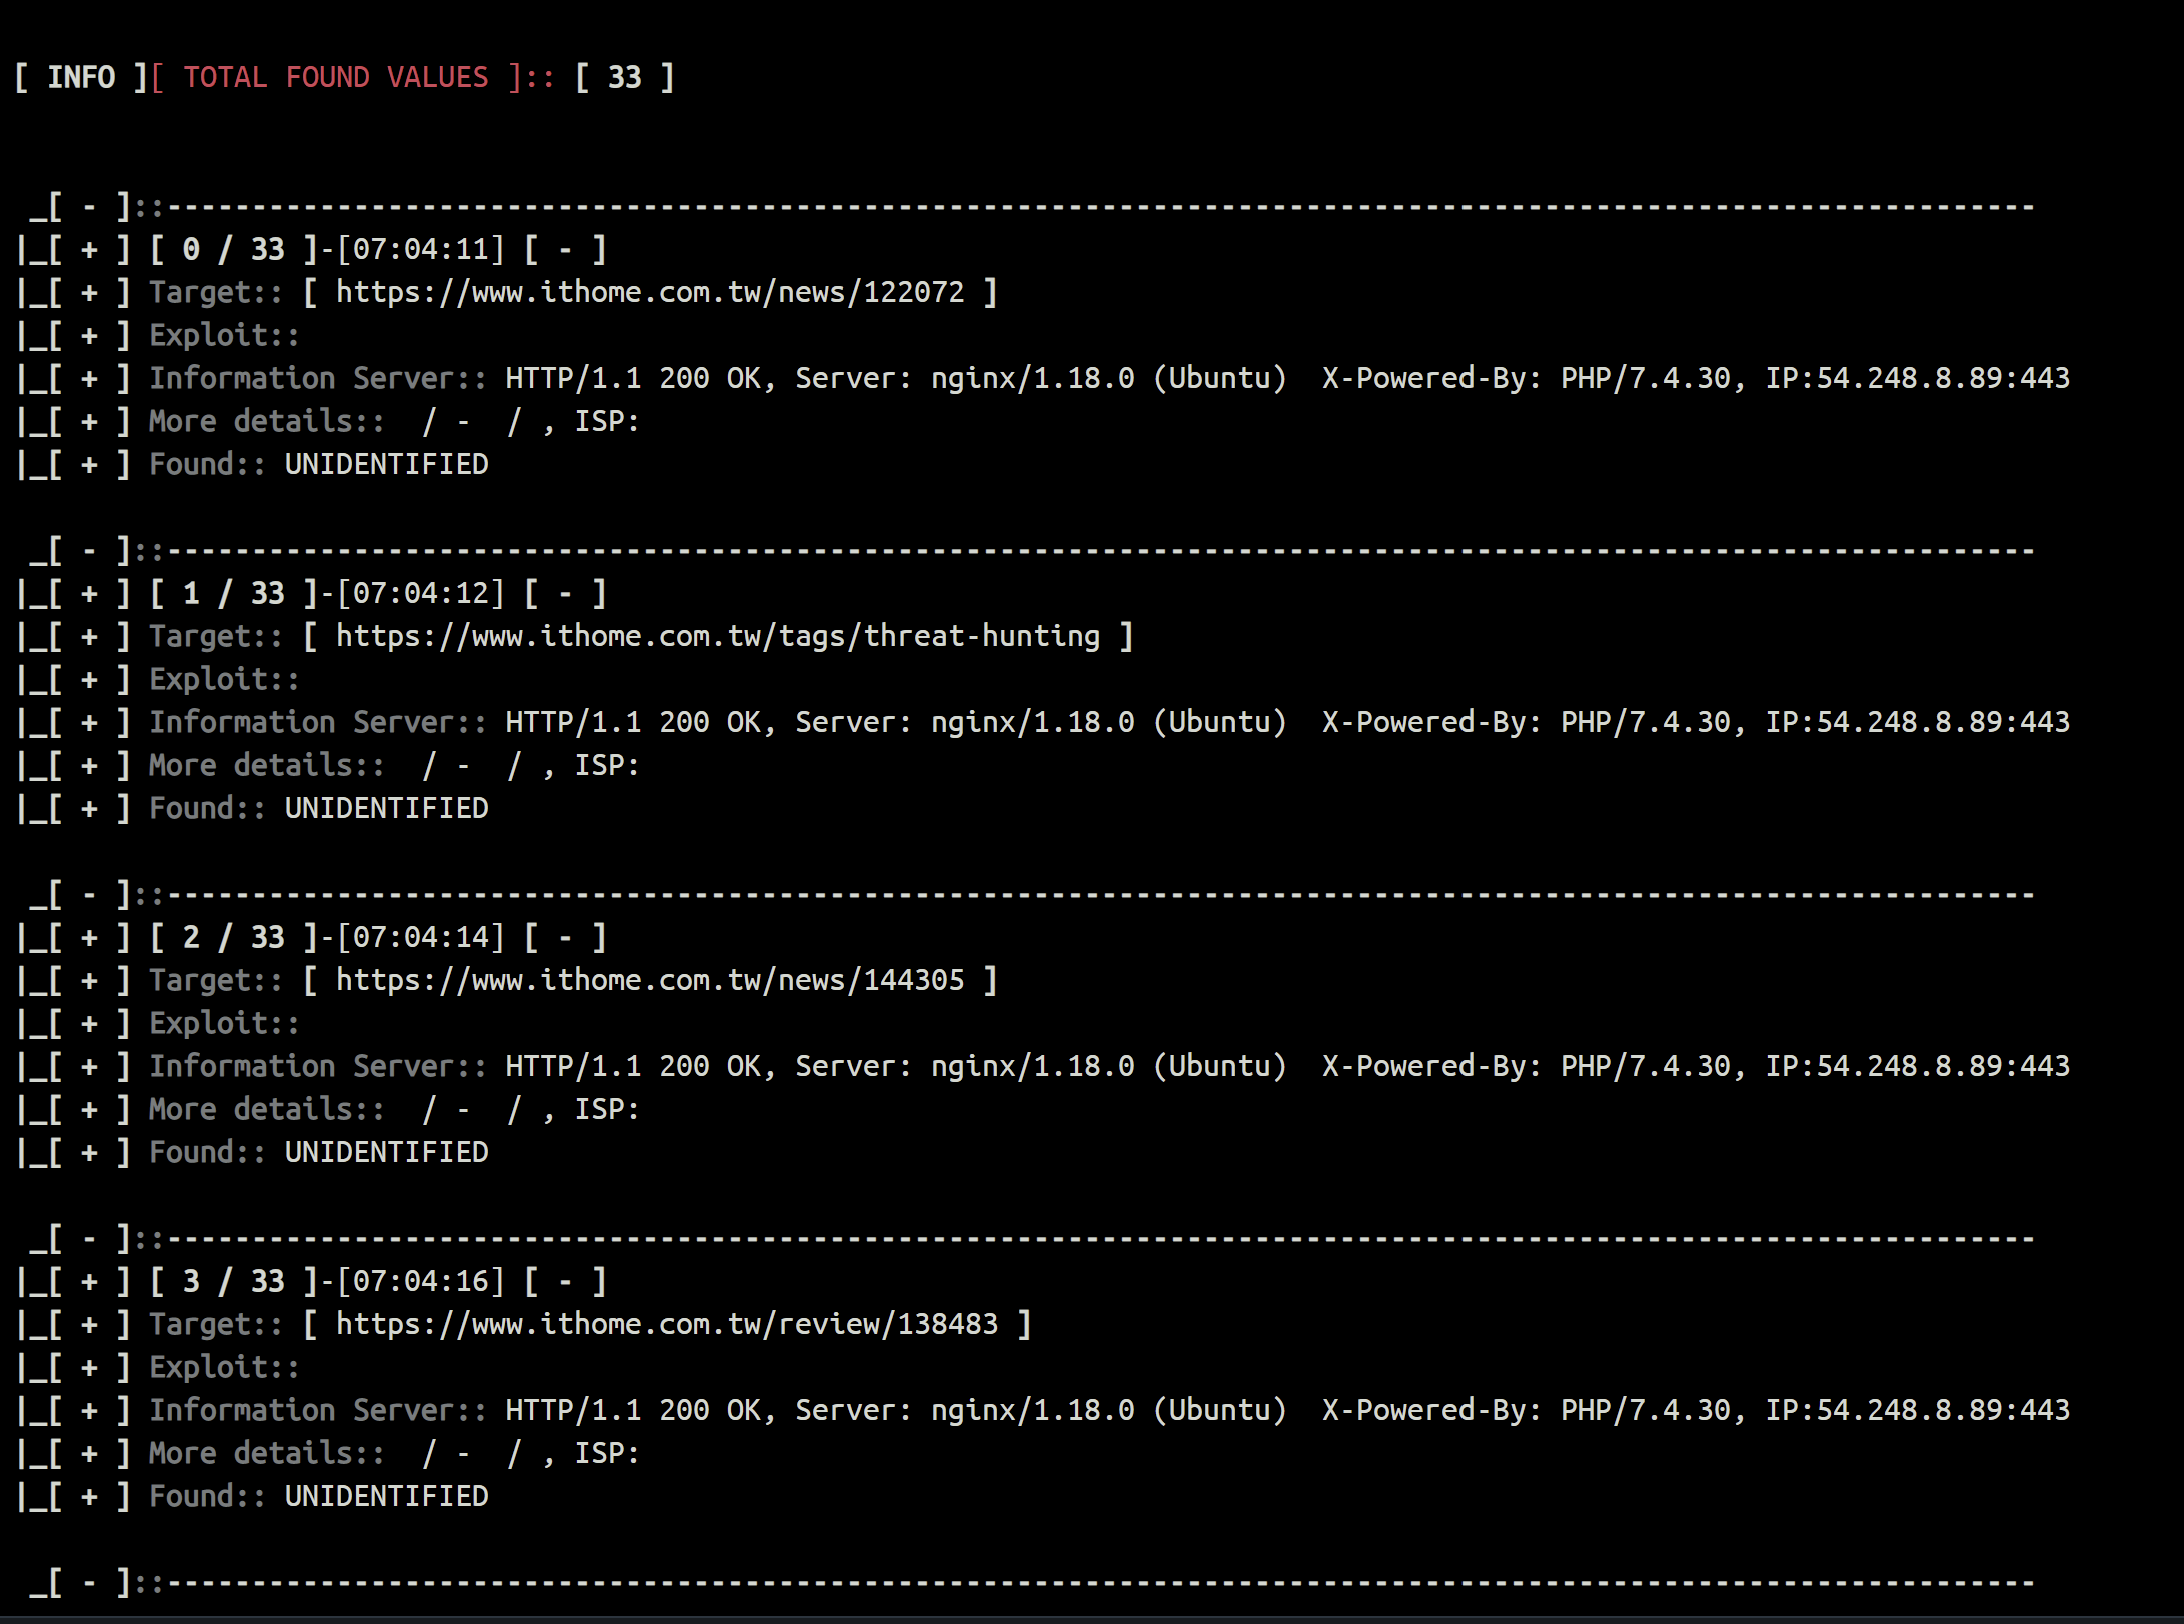 [ INFO ][ TOTAL FOUND VALUES ]:: [ 33 ]
_[ - ]::--------------------------------------------------------------------------------------------------------------
|_[ + ] [ 0 / 33 ]-[07:04:11] [ - ]
|_[ + ] Target:: [ https://www.ithome.com.tw/news/122072 ]
|_[ + ] Exploit::
|_[ + ] Information Server:: HTTP/1.1 200 OK, Server: nginx/1.18.0 (Ubuntu)  X-Powered-By: PHP/7.4.30, IP:54.248.8.89:443
|_[ + ] More details::  / -  / , ISP:
|_[ + ] Found:: UNIDENTIFIED
_[ - ]::--------------------------------------------------------------------------------------------------------------
|_[ + ] [ 1 / 33 ]-[07:04:12] [ - ]
|_[ + ] Target:: [ https://www.ithome.com.tw/tags/threat-hunting ]
|_[ + ] Exploit::
|_[ + ] Information Server:: HTTP/1.1 200 OK, Server: nginx/1.18.0 (Ubuntu)  X-Powered-By: PHP/7.4.30, IP:54.248.8.89:443
|_[ + ] More details::  / -  / , ISP:
|_[ + ] Found:: UNIDENTIFIED
_[ - ]::--------------------------------------------------------------------------------------------------------------
|_[ + ] [ 2 / 33 ]-[07:04:14] [ - ]
|_[ + ] Target:: [ https://www.ithome.com.tw/news/144305 ]
|_[ + ] Exploit::
|_[ + ] Information Server:: HTTP/1.1 200 OK, Server: nginx/1.18.0 (Ubuntu)  X-Powered-By: PHP/7.4.30, IP:54.248.8.89:443
|_[ + ] More details::  / -  / , ISP:
|_[ + ] Found:: UNIDENTIFIED
_[ - ]::--------------------------------------------------------------------------------------------------------------
|_[ + ] [ 3 / 33 ]-[07:04:16] [ - ]
|_[ + ] Target:: [ https://www.ithome.com.tw/review/138483 ]
|_[ + ] Exploit::
|_[ + ] Information Server:: HTTP/1.1 200 OK, Server: nginx/1.18.0 (Ubuntu)  X-Powered-By: PHP/7.4.30, IP:54.248.8.89:443
|_[ + ] More details::  / -  / , ISP:
|_[ + ] Found:: UNIDENTIFIED
_[ - ]::--------------------------------------------------------------------------------------------------------------